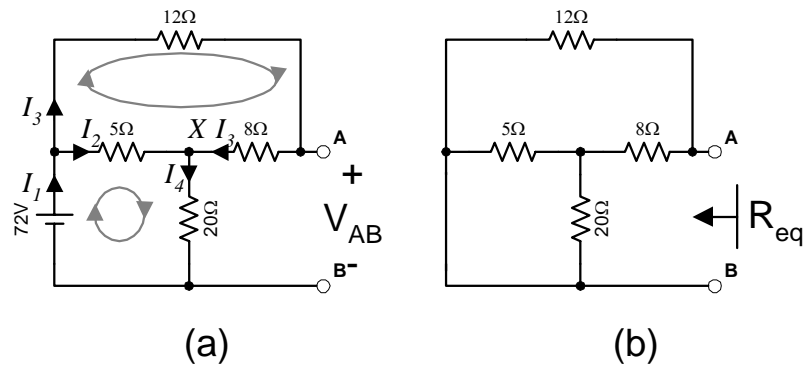 12Ω
I3
I2 5Ω X I3 8Ω A
I1 I4 +
72V 20Ω VAB
B-
(a)
12Ω
5Ω 8Ω A
20Ω Req
B
(b)